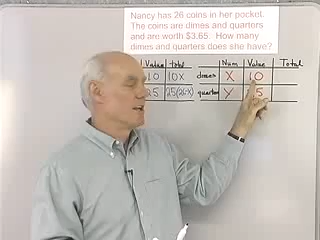 Nancy has 26 coins in her pocket.
The coins are dimes and quarters
and are worth $3.65. How many
dimes and quarters does she have?
Value total
10 10X
25 25(26-X)
Num Value Total
dimes X 10
quarters Y 5